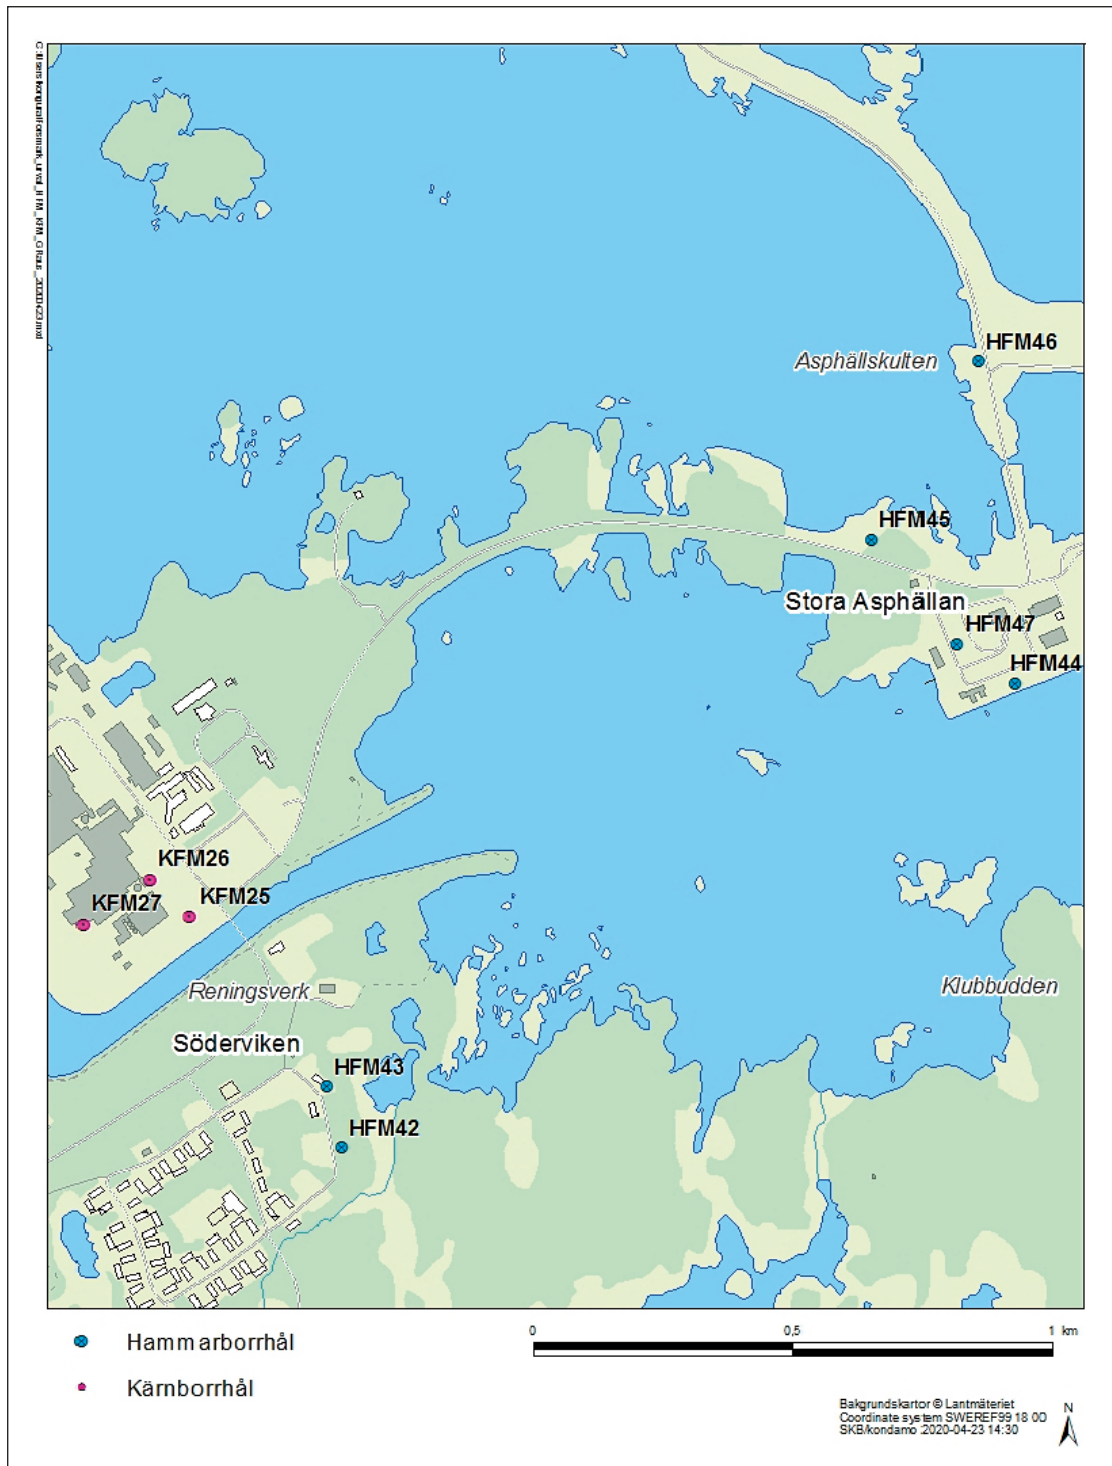 HFM46
Asphällskulten
HFM45
Stora Asphällan
HFM47
HFM44
KFM26
KFM27
KFM25
Reningsverk
Klubbudden
Söderviken
HFM43
HFM42
Hammarborrhål
Kärnborrhål
0 0,5 1 km
Bakgrundskartor © Lantmäteriet
Coordinate system SWEREF99 18 00
SKB/kondamo 2020-04-23 14:30
N